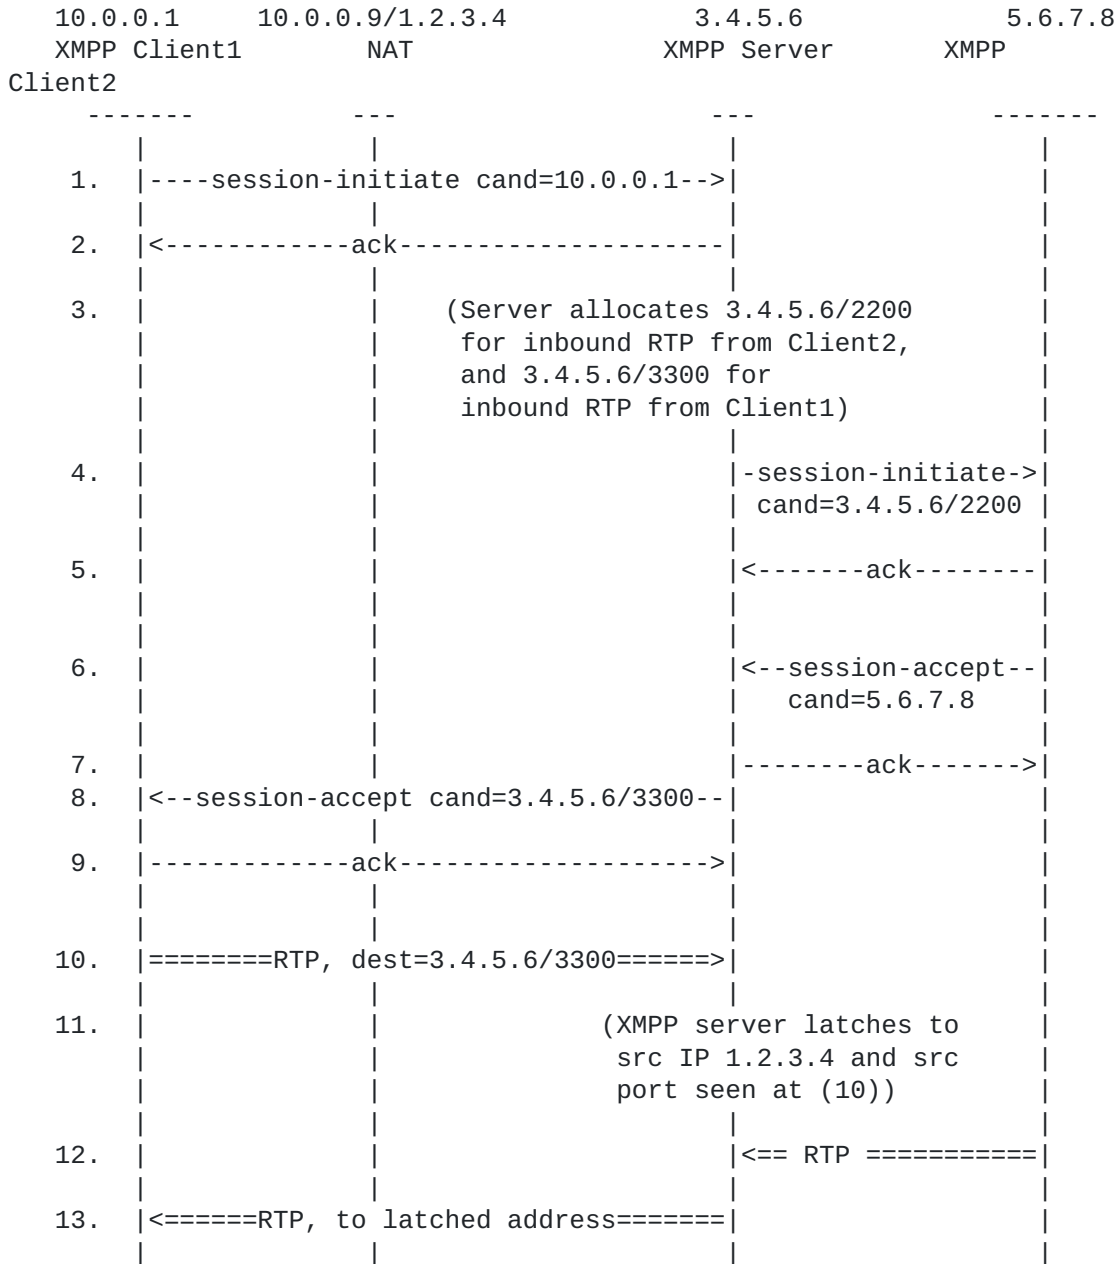 10.0.0.1     10.0.0.9/1.2.3.4            3.4.5.6             5.6.7.8
XMPP Client1        NAT                XMPP Server       XMPP
Client2
-------          ---                    ---               -------
|              |                      |                   |
1.  |----session-initiate cand=10.0.0.1-->|                   |
|              |                      |                   |
2.  |<------------ack---------------------|                   |
|              |                      |                   |
3.  |              |    (Server allocates 3.4.5.6/2200        |
|              |     for inbound RTP from Client2,        |
|              |     and 3.4.5.6/3300 for                 |
|              |     inbound RTP from Client1)            |
|              |                      |                   |
4.  |              |                      |-session-initiate->|
|              |                      | cand=3.4.5.6/2200 |
|              |                      |                   |
5.  |              |                      |<-------ack--------|
|              |                      |                   |
|              |                      |                   |
6.  |              |                      |<--session-accept--|
|              |                      |   cand=5.6.7.8    |
|              |                      |                   |
7.  |              |                      |--------ack------->|
8.  |<--session-accept cand=3.4.5.6/3300--|                   |
|              |                      |                   |
9.  |-------------ack-------------------->|                   |
|              |                      |                   |
|              |                      |                   |
10.  |========RTP, dest=3.4.5.6/3300======>|                   |
|              |                      |                   |
11.  |              |              (XMPP server latches to     |
|              |               src IP 1.2.3.4 and src     |
|              |               port seen at (10))         |
|              |                      |                   |
12.  |              |                      |<== RTP ===========|
|              |                      |                   |
13.  |<======RTP, to latched address=======|                   |
|              |                      |                   |